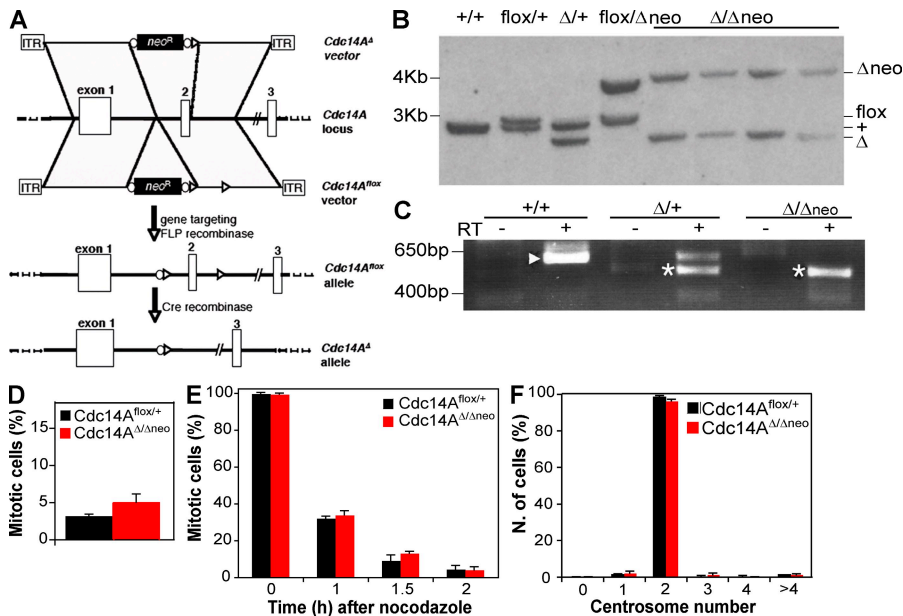 A
ITR
neoR
ITR
Cdc14AΔ
vector
exon 1
2
3
Cdc14A
locus
ITR
neoR
ITR
Cdc14Aflox
vector
gene targeting
FLP recombinase
exon 1
2
3
Cdc14Aflox
allele
Cre recombinase
exon 1
3
Cdc14AΔ
allele
B
+/+ flox/+ Δ/+ flox/Δneo Δ/Δneo
4Kb
3Kb
Δneo
flox
+
Δ
C
+/+ Δ/+ Δ/Δneo
RT - + - + - +
650bp
400bp
* *
D
Cdc14Aflox/+
Cdc14AΔ/Δneo
Mitotic cells (%)
15
10
5
0
E
Cdc14Aflox/+
Cdc14AΔ/Δneo
Mitotic cells (%)
100
80
60
40
20
0
0 1 1.5 2
Time (h) after nocodazole
F
Cdc14Aflox/+
Cdc14AΔ/Δneo
N. of cells (%)
100
80
60
40
20
0
0 1 2 3 4 >4
Centrosome number